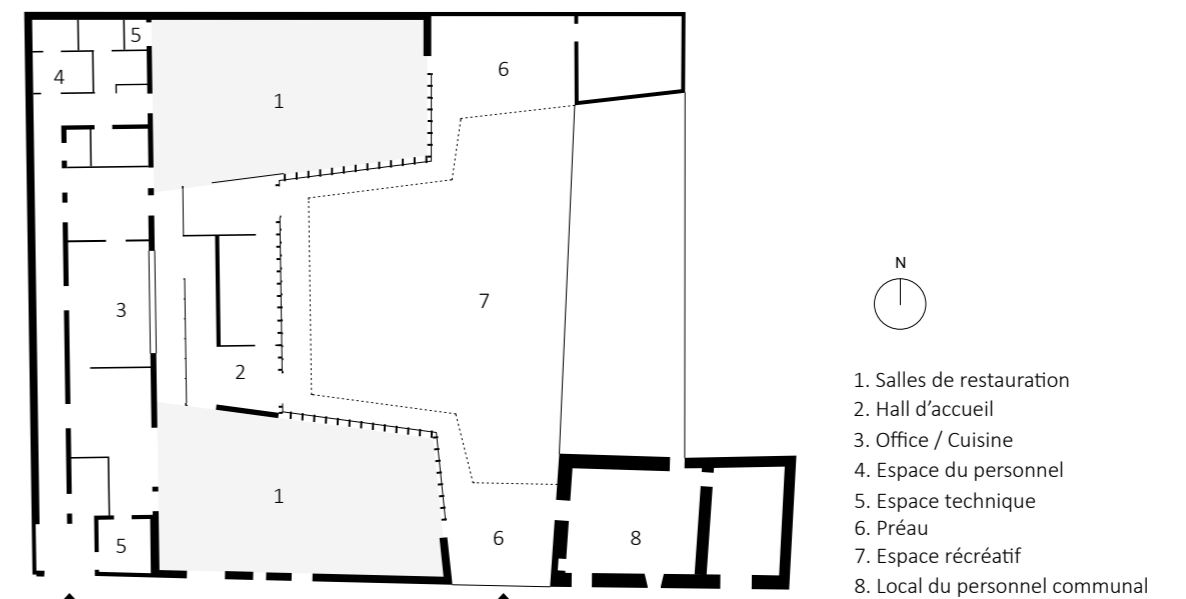 5
4
1
6
3
2
7
1
5
6
8
N
1. Salles de restauration
2. Hall d’accueil
3. Office / Cuisine
4. Espace du personnel
5. Espace technique
6. Préau
7. Espace récréatif
8. Local du personnel communal